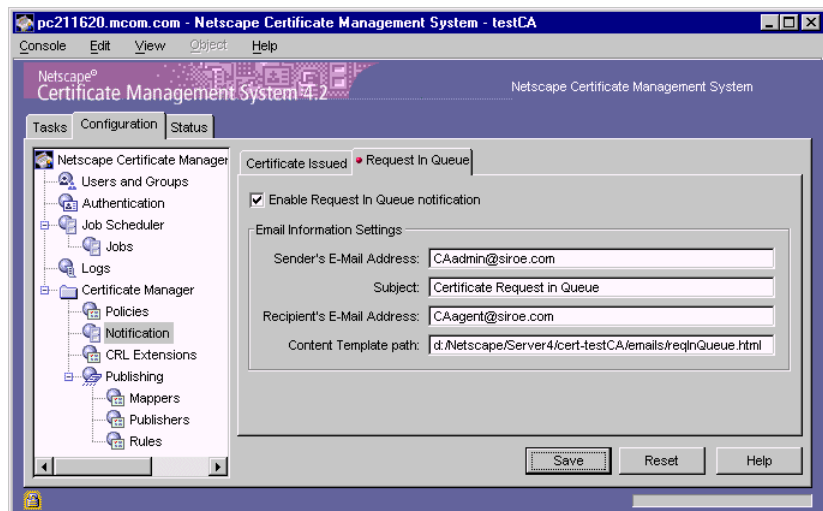 pc211620.mcom.com - Netscape Certificate Management System - testCA
Console Edit View Object Help
Netscape®
Certificate Management System 4.2
Netscape Certificate Management System
Tasks Configuration Status
Netscape Certificate Manager
Users and Groups
Authentication
Job Scheduler
Jobs
Logs
Certificate Manager
Policies
Notification
CRL Extensions
Publishing
Mappers
Publishers
Rules
Certificate Issued Request In Queue
Enable Request In Queue notification
Email Information Settings
Sender's E-Mail Address: CAadmin@siroe.com
Subject: Certificate Request in Queue
Recipient's E-Mail Address: CAagent@siroe.com
Content Template path: d:/Netscape/Server4/cert-testCA/emails/reqInQueue.html
Save Reset Help